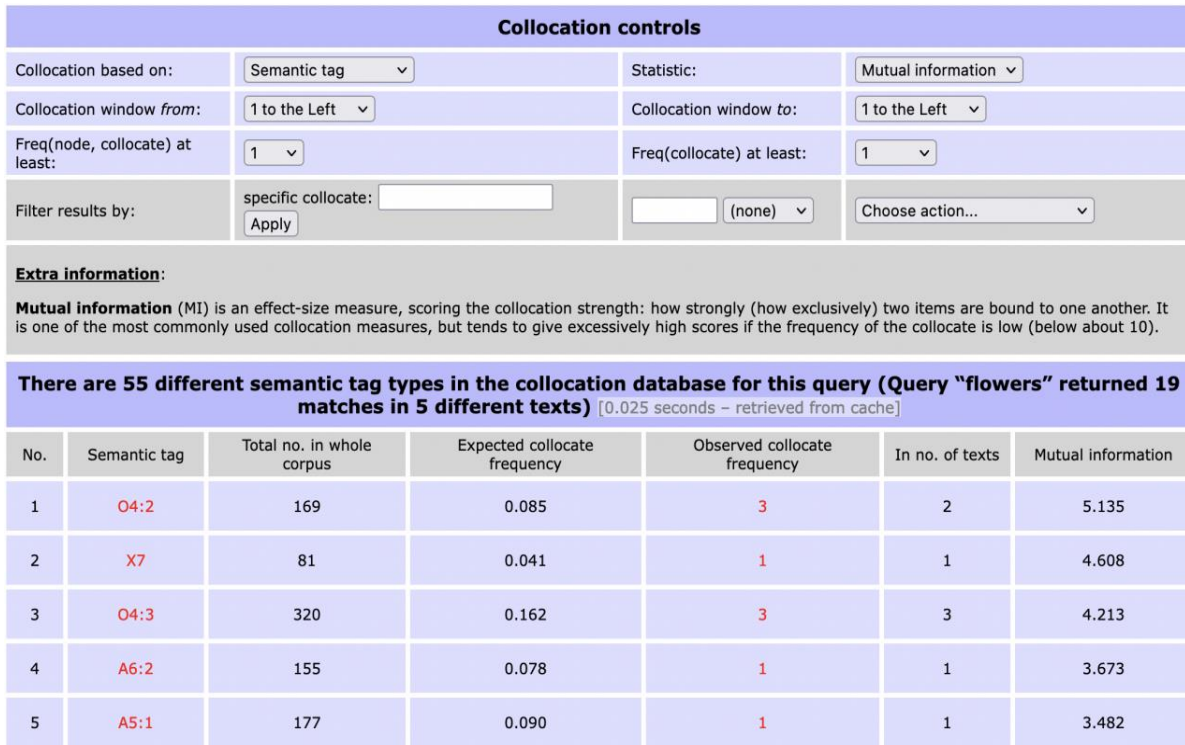 Collocation controls
Collocation based on: Semantic tag Statistic: Mutual information
Collocation window from: 1 to the Left Collocation window to: 1 to the Left
Freq(node, collocate) at
least: 1 Freq(collocate) at least: 1
Filter results by: specific collocate: (none) Choose action...
Apply
Extra information:
Mutual information (MI) is an effect-size measure, scoring the collocation strength: how strongly (how exclusively) two items are bound to one another. It
is one of the most commonly used collocation measures, but tends to give excessively high scores if the frequency of the collocate is low (below about 10).
There are 55 different semantic tag types in the collocation database for this query (Query “flowers” returned 19
matches in 5 different texts) [0.025 seconds – retrieved from cache]
No. Semantic tag Total no. in whole corpus Expected collocate frequency Observed collocate frequency In no. of texts Mutual information
1 O4:2 169 0.085 3 2 5.135
2 X7 81 0.041 1 1 4.608
3 O4:3 320 0.162 3 3 4.213
4 A6:2 155 0.078 1 1 3.673
5 A5:1 177 0.090 1 1 3.482